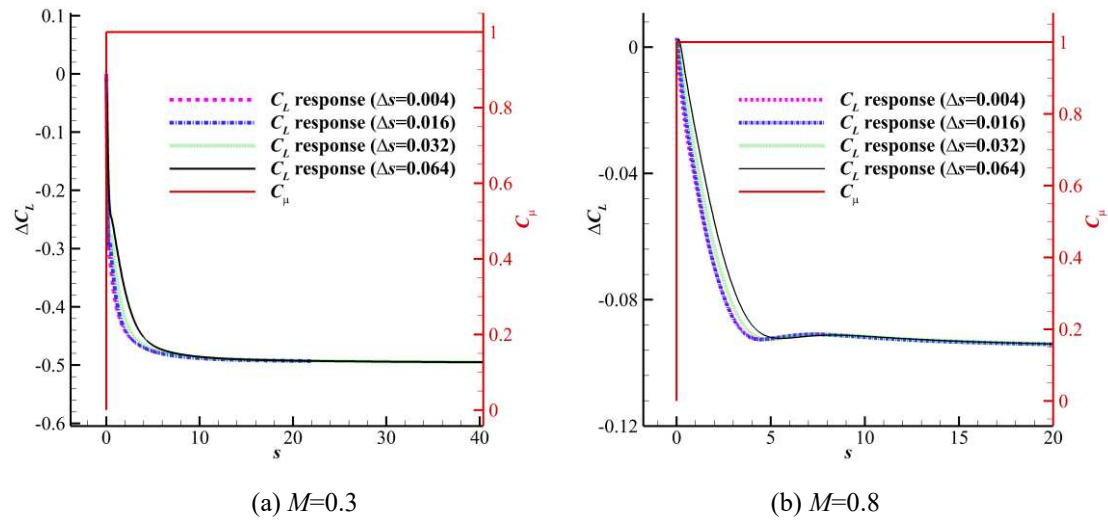 0.1
0
-0.1
-0.2
-0.3
-0.4
-0.5
-0.6
ΔC_L
C_L response (Δs=0.004)
C_L response (Δs=0.016)
C_L response (Δs=0.032)
C_L response (Δs=0.064)
C_μ
1
0.8
0.6
0.4
0.2
0
C_μ
0 10 20 30 40
s
(a) M=0.3
0
-0.04
-0.08
-0.12
ΔC_L
C_L response (Δs=0.004)
C_L response (Δs=0.016)
C_L response (Δs=0.032)
C_L response (Δs=0.064)
C_μ
1
0.8
0.6
0.4
0.2
0
C_μ
0 5 10 15 20
s
(b) M=0.8